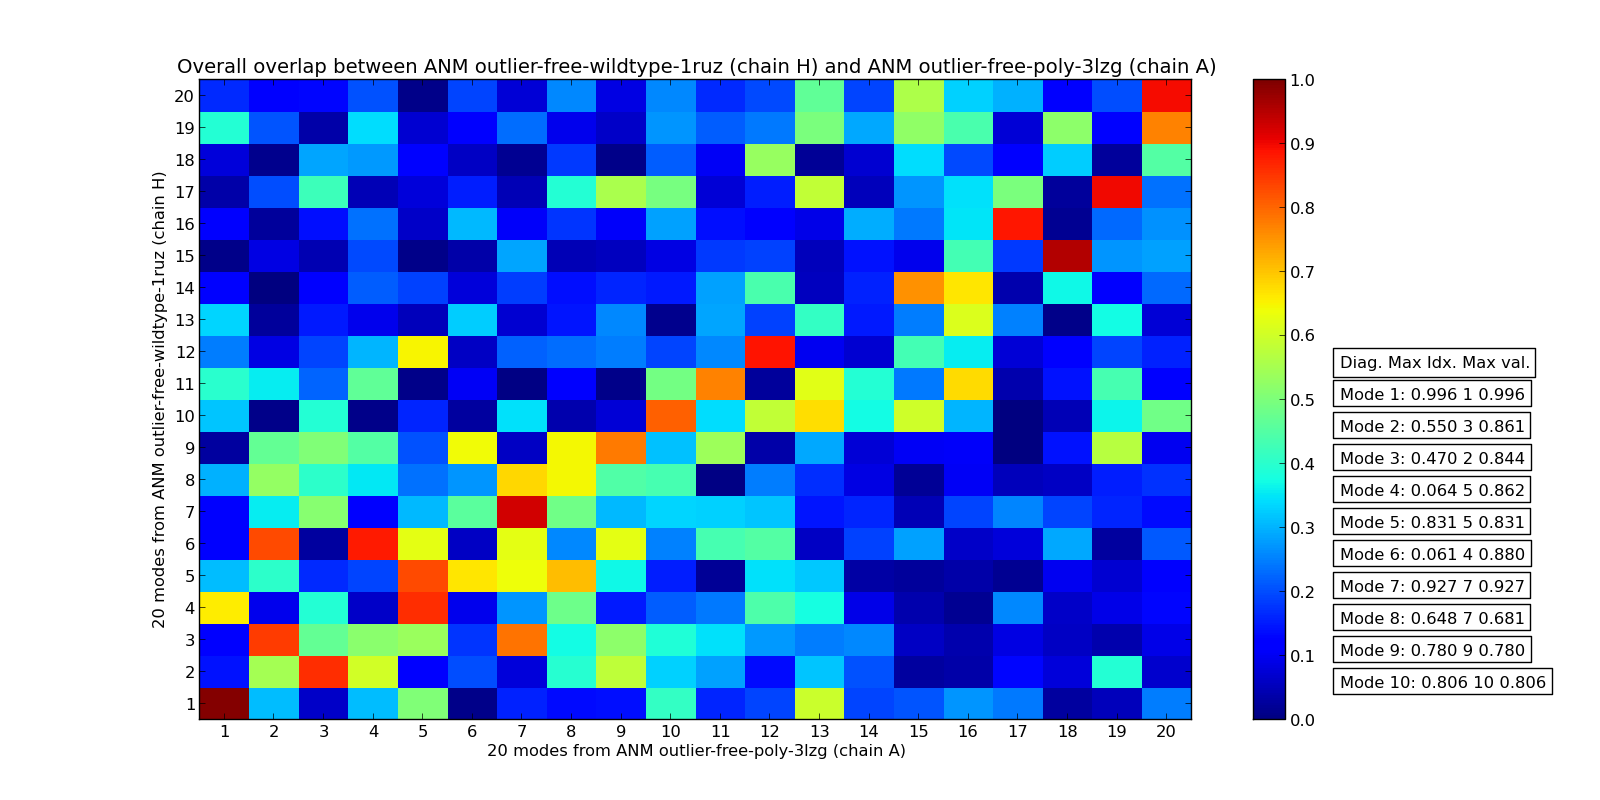 Overall overlap between ANM outlier-free-wildtype-1ruz (chain H) and ANM outlier-free-poly-3lzg (chain A)
20 modes from ANM outlier-free-wildtype-1ruz (chain H)
20
19
18
17
16
15
14
13
12
11
10
9
8
7
6
5
4
3
2
1
1 2 3 4 5 6 7 8 9 10 11 12 13 14 15 16 17 18 19 20
20 modes from ANM outlier-free-poly-3lzg (chain A)
1.0
0.9
0.8
0.7
0.6
0.5
0.4
0.3
0.2
0.1
0.0
Diag. Max Idx. Max val.
Mode 1: 0.996 1 0.996
Mode 2: 0.550 3 0.861
Mode 3: 0.470 2 0.844
Mode 4: 0.064 5 0.862
Mode 5: 0.831 5 0.831
Mode 6: 0.061 4 0.880
Mode 7: 0.927 7 0.927
Mode 8: 0.648 7 0.681
Mode 9: 0.780 9 0.780
Mode 10: 0.806 10 0.806